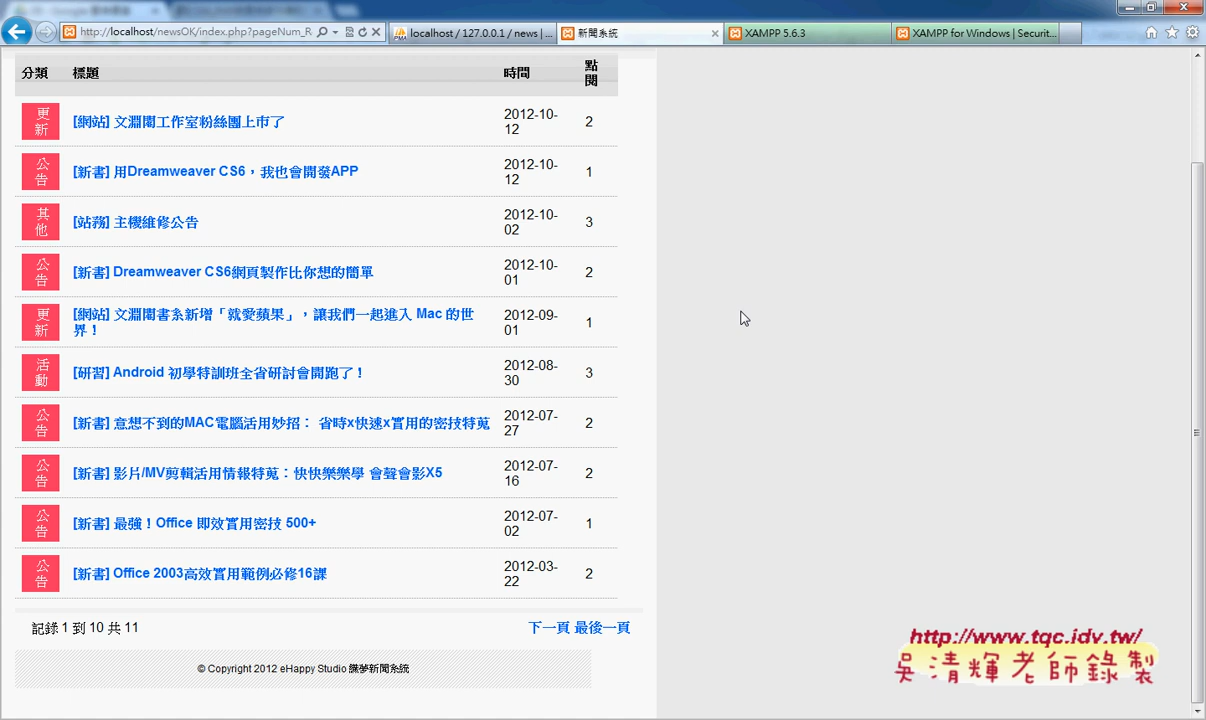 http://localhost/newsOK/index.php?pageNum_R
localhost / 127.0.0.1 / news | ...
新聞系統
XAMPP 5.6.3
XAMPP for Windows | Securit...
分類 標題 時間 點閱
更新 [網站] 文淵閣工作室粉絲團上市了 2012-10-12 2
公告 [新書] 用Dreamweaver CS6，我也會開發APP 2012-10-12 1
其他 [站務] 主機維修公告 2012-10-02 3
公告 [新書] Dreamweaver CS6網頁製作比你想的簡單 2012-10-01 2
更新 [網站] 文淵閣書系新增「就愛蘋果」，讓我們一起進入 Mac 的世界！ 2012-09-01 1
活動 [研習] Android 初學特訓班全省研討會開跑了！ 2012-08-30 3
公告 [新書] 意想不到的MAC電腦活用妙招： 省時x快速x實用的密技特蒐 2012-07-27 2
公告 [新書] 影片/MV剪輯活用情報特蒐：快快樂樂學 會聲會影X5 2012-07-16 2
公告 [新書] 最強！Office 即效實用密技 500+ 2012-07-02 1
公告 [新書] Office 2003高效實用範例必修16課 2012-03-22 2
記錄 1 到 10 共 11 下一頁 最後一頁
© Copyright 2012 eHappy Studio 織夢新聞系統
http://www.tqc.idv.tw/
吳清輝老師錄製